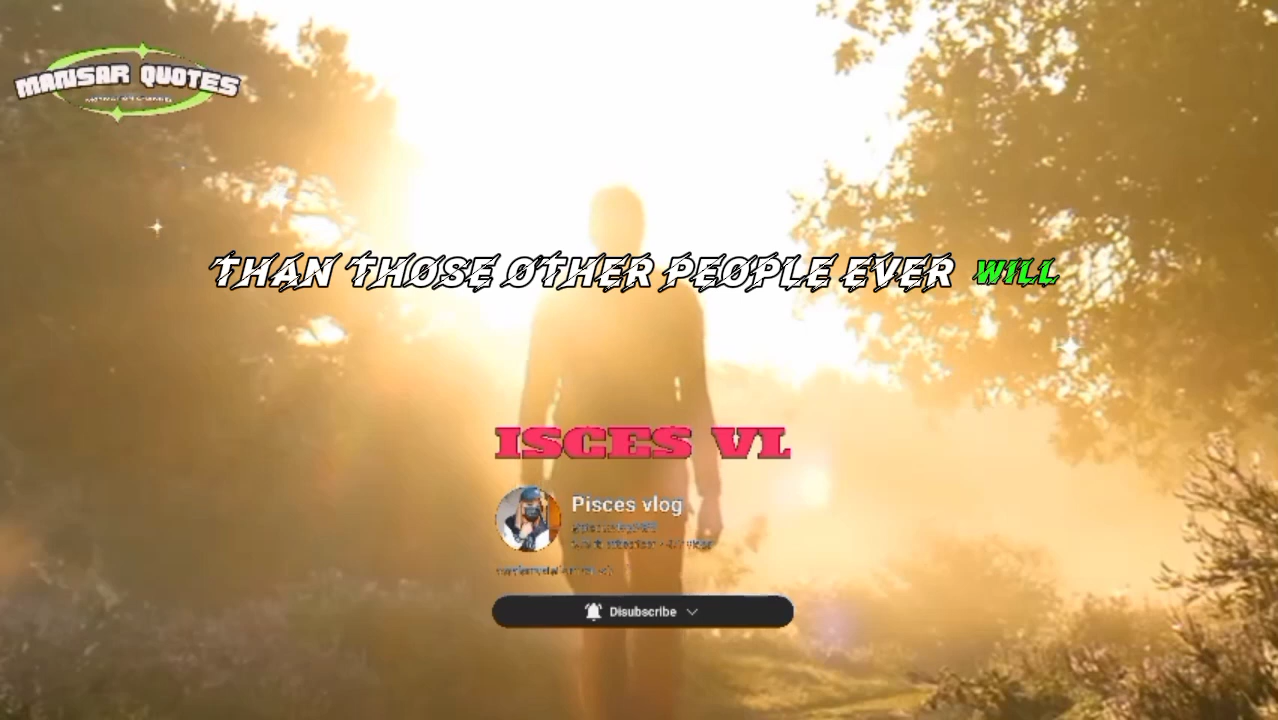 MANSAR QUOTES
THAN THOSE OTHER PEOPLE EVER WILL
ISCES VL
Pisces vlog
Disubscribe